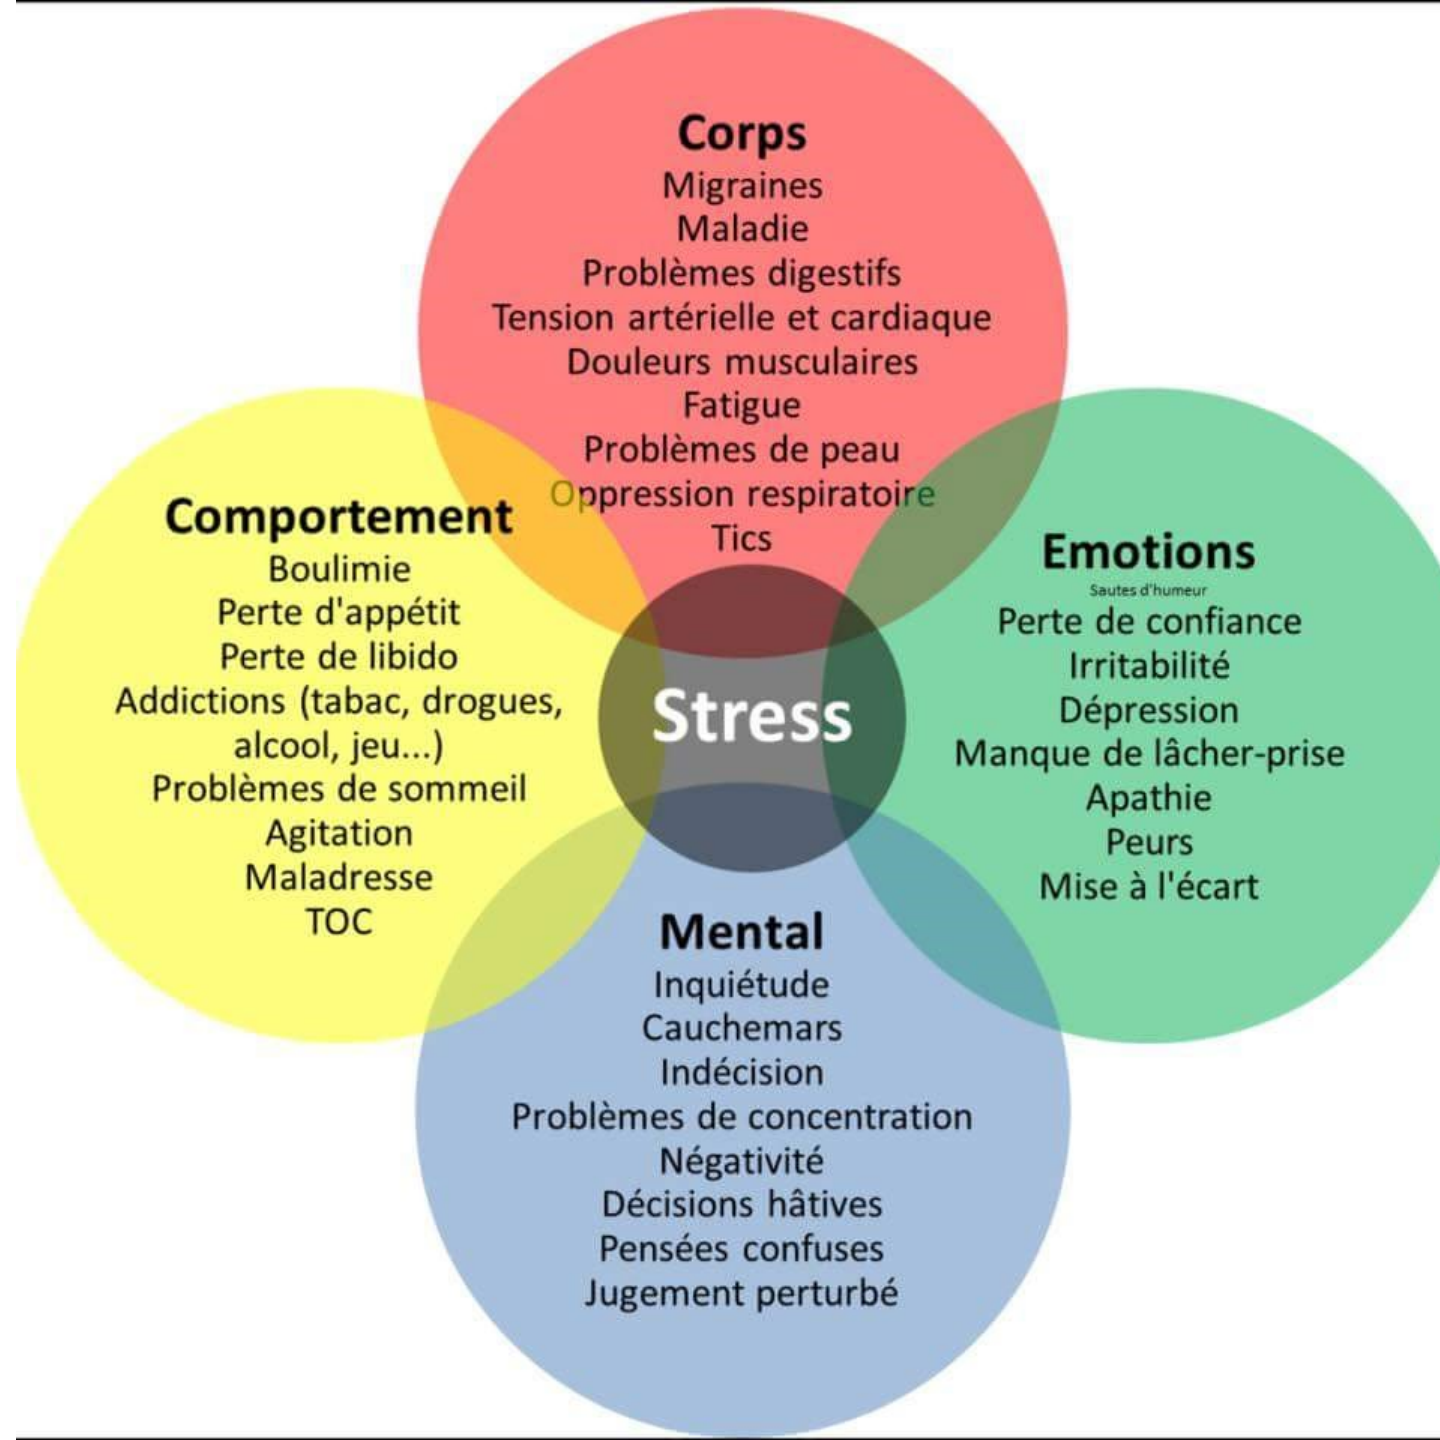 Corps
Migraines
Maladie
Problèmes digestifs
Tension artérielle et cardiaque
Douleurs musculaires
Fatigue
Problèmes de peau
Oppression respiratoire
Tics
Comportement
Boulimie
Perte d'appétit
Perte de libido
Addictions (tabac, drogues,
alcool, jeu...)
Problèmes de sommeil
Agitation
Maladresse
TOC
Stress
Emotions
Sautes d'humeur
Perte de confiance
Irritabilité
Dépression
Manque de lâcher-prise
Apathie
Peurs
Mise à l'écart
Mental
Inquiétude
Cauchemars
Indécision
Problèmes de concentration
Négativité
Décisions hâtives
Pensées confuses
Jugement perturbé